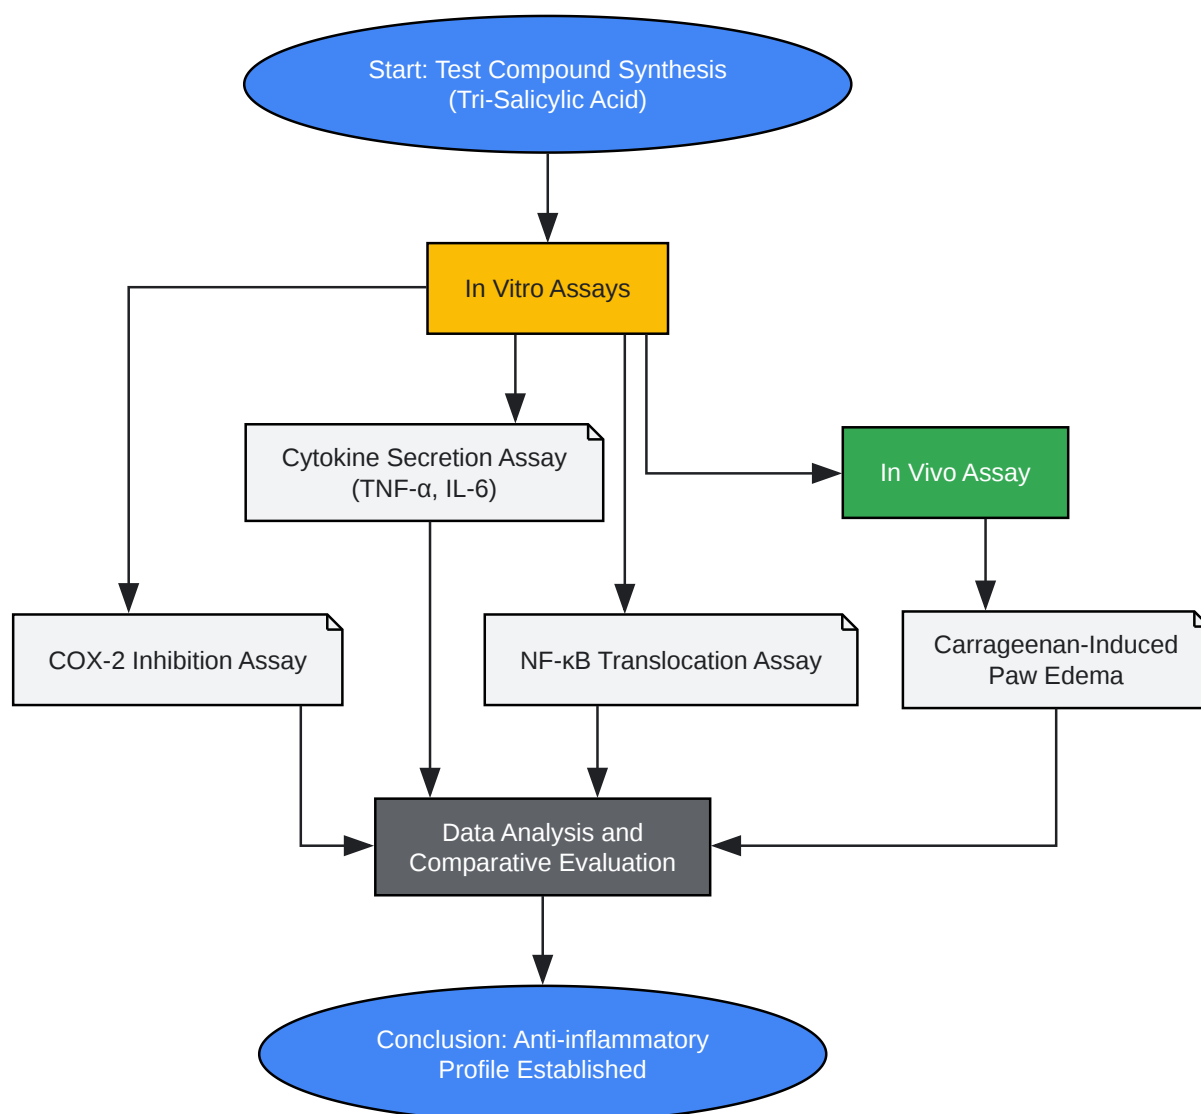 Start: Test Compound Synthesis
(Tri-Salicylic Acid)
In Vitro Assays
Cytokine Secretion Assay
(TNF-α, IL-6)
In Vivo Assay
COX-2 Inhibition Assay
NF-κB Translocation Assay
Carrageenan-Induced
Paw Edema
Data Analysis and
Comparative Evaluation
Conclusion: Anti-inflammatory
Profile Established